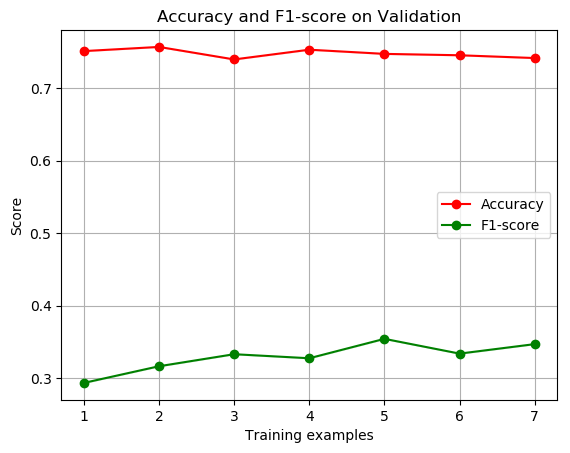 Accuracy and F1-score on Validation
Score
0.7
0.6
0.5
0.4
0.3
Accuracy
F1-score
1 2 3 4 5 6 7
Training examples